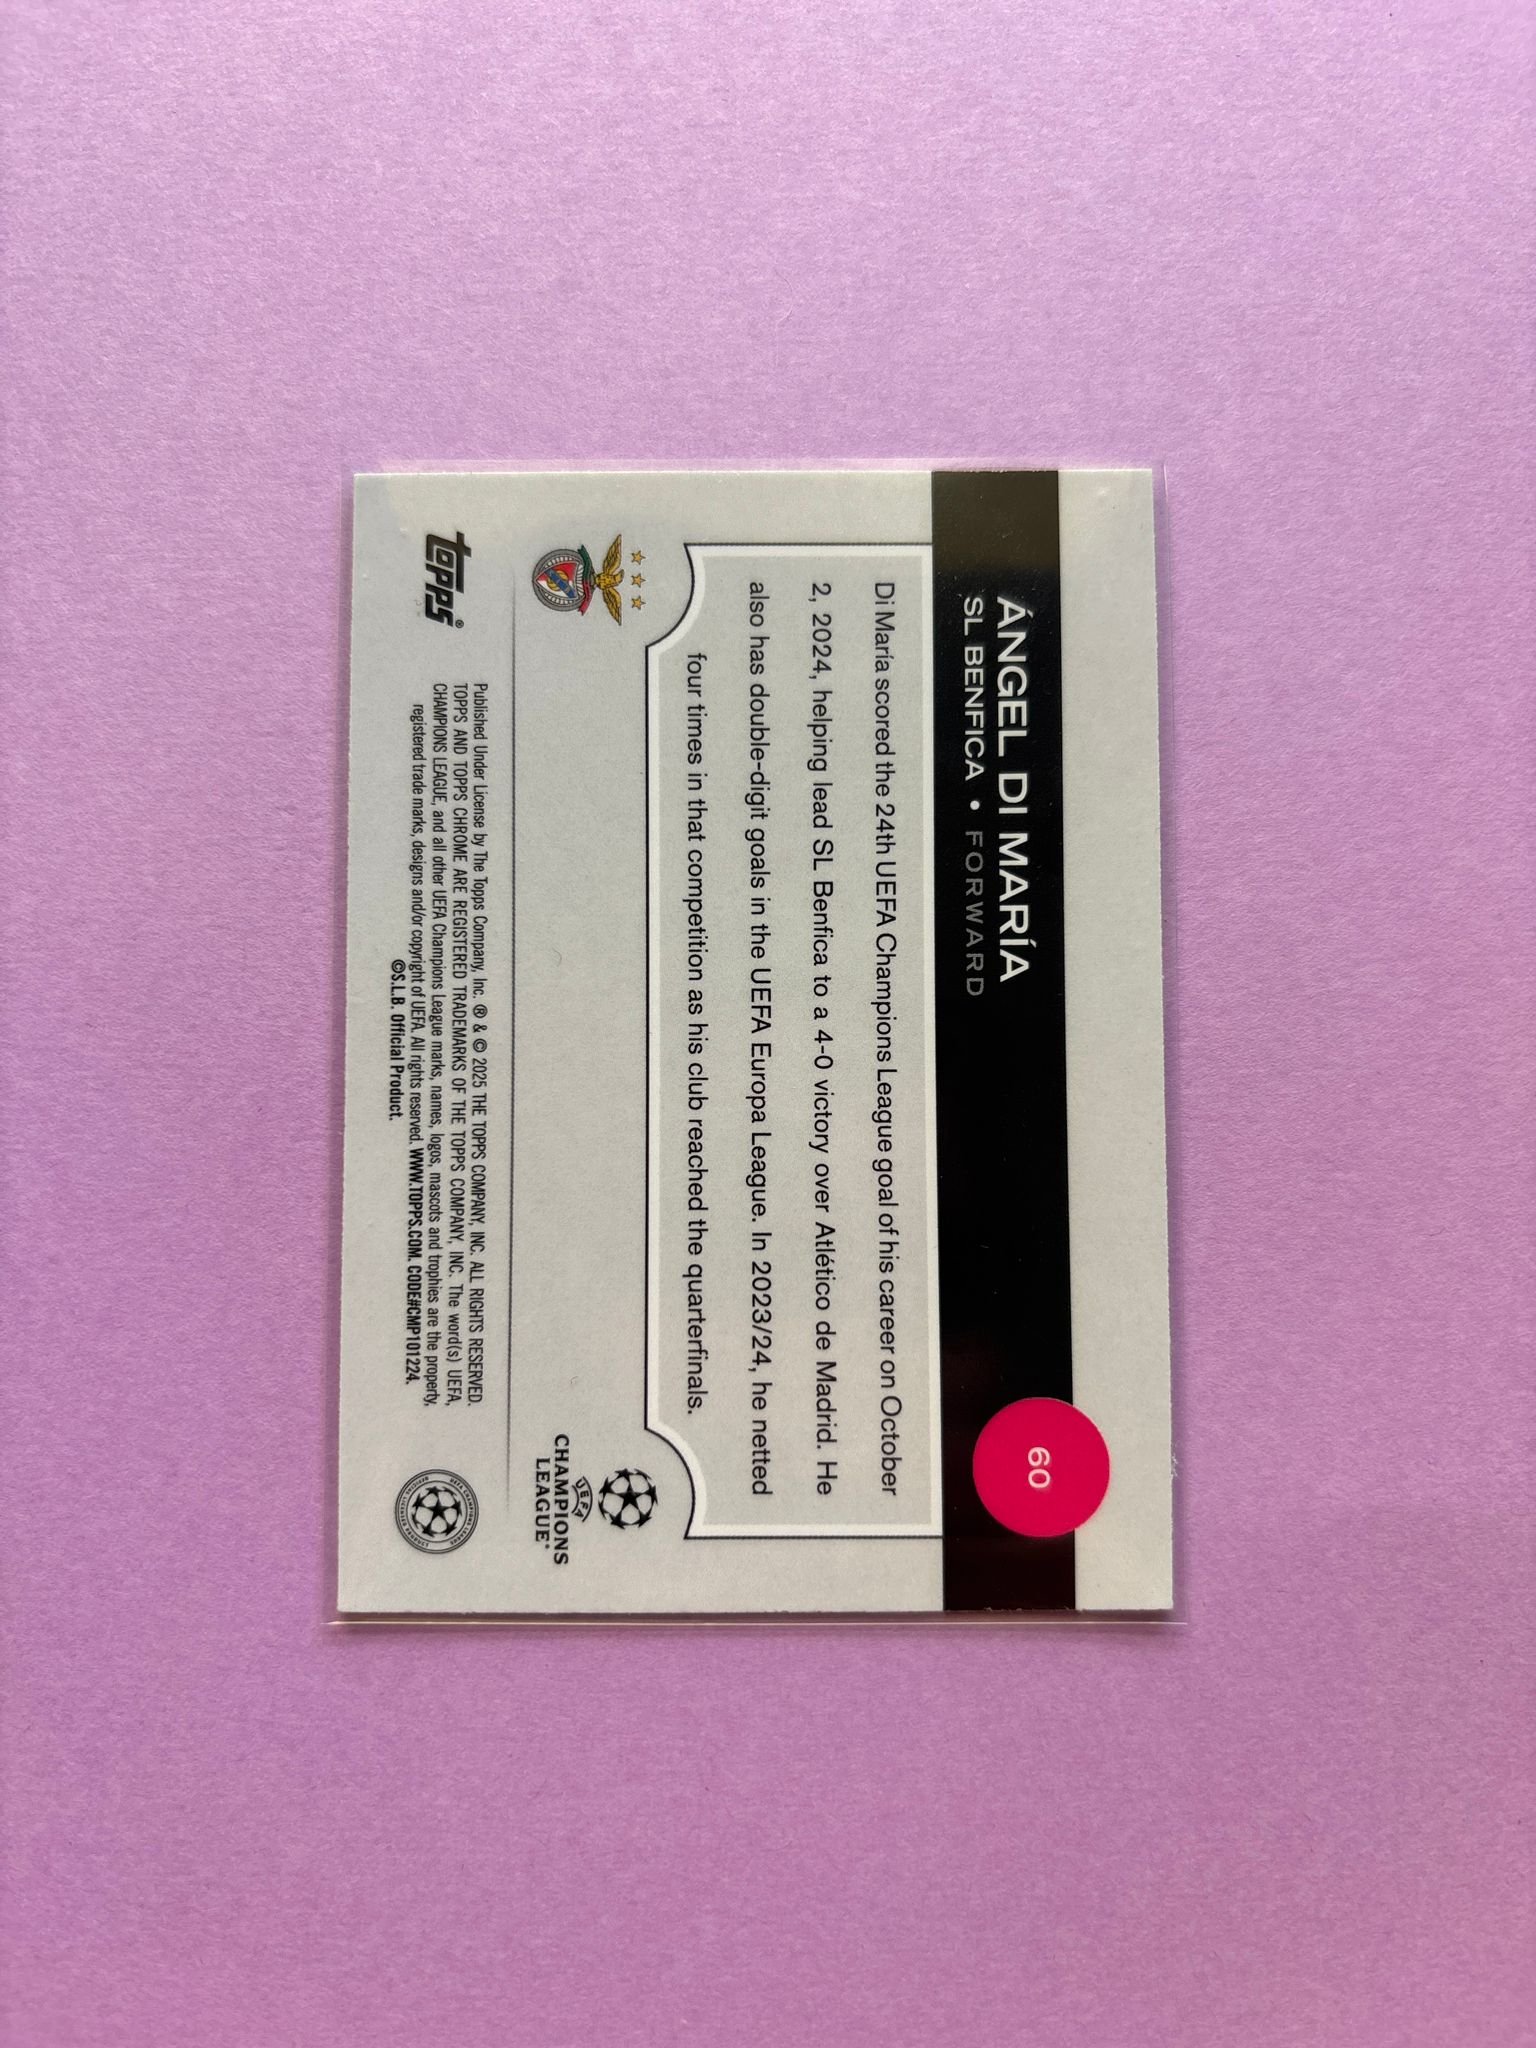 ÁNGEL DI MARÍA
SL BENFICA • FORWARD
60
Di María scored the 24th UEFA Champions League goal of his career on October
2, 2024, helping lead SL Benfica to a 4-0 victory over Atlético de Madrid. He
also has double-digit goals in the UEFA Europa League. In 2023/24, he netted
four times in that competition as his club reached the quarterfinals.
UEFA
CHAMPIONS
LEAGUE®
topps®
Published Under License by The Topps Company, Inc. ® & © 2025 THE TOPPS COMPANY, INC. ALL RIGHTS RESERVED.
TOPPS AND TOPPS CHROME ARE REGISTERED TRADEMARKS OF THE TOPPS COMPANY, INC. The word(s) UEFA,
CHAMPIONS LEAGUE, and all other UEFA Champions League marks, names, logos, mascots and trophies are the property,
registered trade marks, designs and/or copyright of UEFA. All rights reserved. WWW.TOPPS.COM. CODE#CMP101224.
©S.L.B. Official Product.